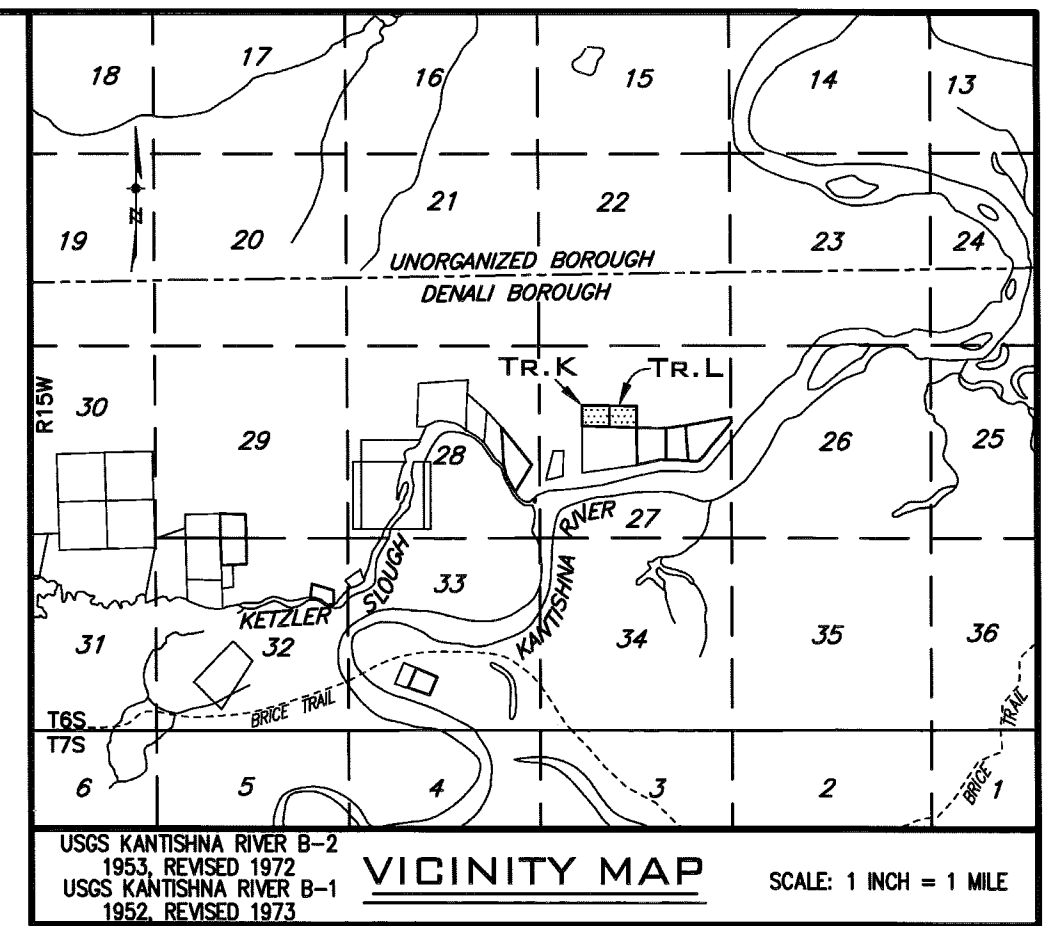 18 17 16 15 14 13
19 20 21 22 23 24
UNORGANIZED BOROUGH
DENALI BOROUGH
TR.K TR.L
R15W
30 29 28 27 26 25
KETZLER SLOUGH
KANTISHNA RIVER
31 32 33 34 35 36
BRICE TRAIL
BRICE TRAIL
T6S
T7S
6 5 4 3 2 1
USGS KANTISHNA RIVER B-2
1953, REVISED 1972
USGS KANTISHNA RIVER B-1
1952, REVISED 1973
VICINITY MAP
SCALE: 1 INCH = 1 MILE